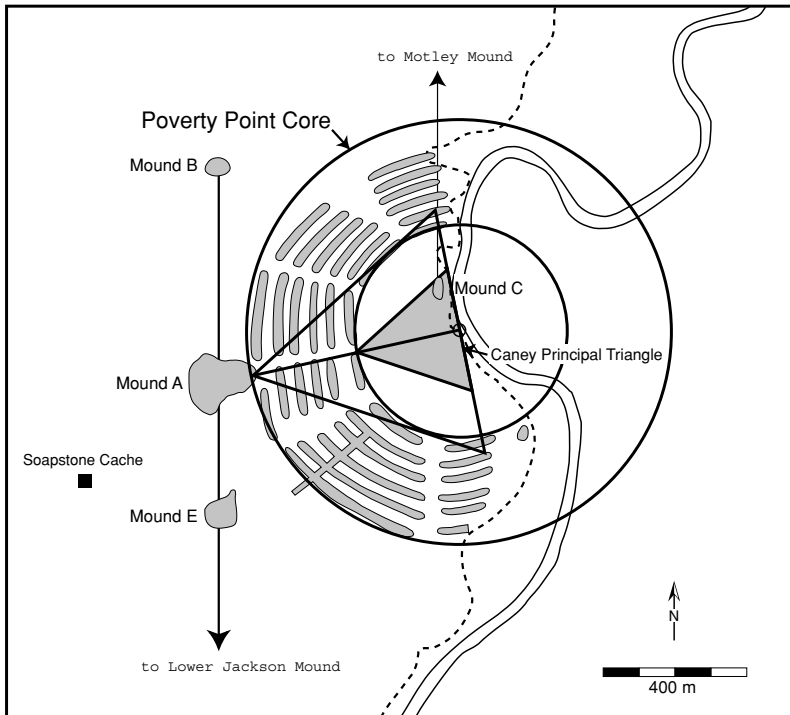 to Motley Mound
Poverty Point Core
Mound B
Mound C
Caney Principal Triangle
Mound A
Soapstone Cache
Mound E
N
to Lower Jackson Mound
400 m